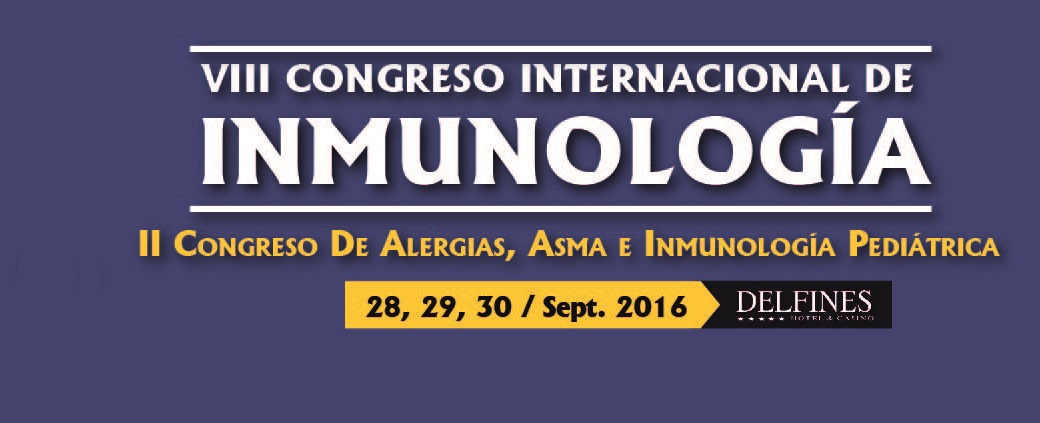 VIII CONGRESO INTERNACIONAL DE
INMUNOLOGÍA
II CONGRESO DE ALERGIAS, ASMA E INMUNOLOGÍA PEDIÁTRICA
28, 29, 30 / Sept. 2016
DELFINES
HOTEL & CASINO